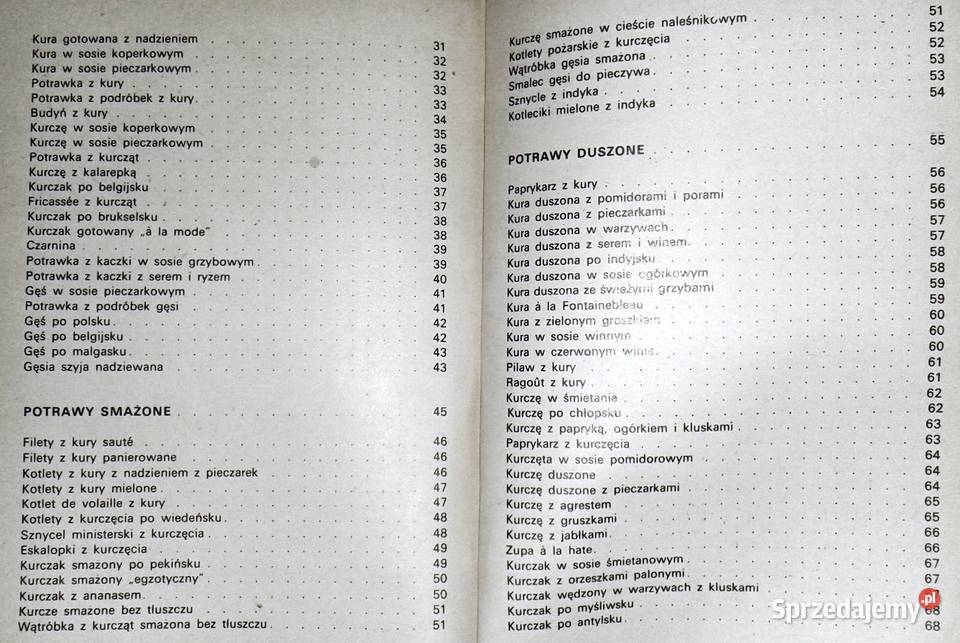 Kura gotowana z nadzieniem 31
Kura w sosie koperkowym 32
Kura w sosie pieczarkowym 32
Potrawka z kury 33
Potrawka z podróbek z kury 33
Budyń z kury 34
Kurczę w sosie koperkowym 35
Kurczę w sosie pieczarkowym 35
Potrawka z kurcząt 36
Kurczę z kalarepką 36
Kurczak po belgijsku 37
Fricassée z kurcząt 37
Kurczak po brukselsku 38
Kurczak gotowany „à la mode" 38
Czarnina 39
Potrawka z kaczki w sosie grzybowym 39
Potrawka z kaczki z serem i ryzem 40
Gęś w sosie pieczarkowym 41
Potrawka z podróbek gęsi 41
Gęś po polsku 42
Gęś po belgijsku 42
Gęś po malgasku 43
Gęsia szyja nadziewana 43
POTRAWY SMAŻONE 45
Filety z kury sauté 46
Filety z kury panierowane 46
Kotlety z kury z nadzieniem z pieczarek 46
Kotlety z kury mielone 47
Kotlet de volaille z kury 47
Kotlety z kurczęcia po wiedeńsku 48
Sznycel ministerski z kurczęcia 48
Eskalopki z kurczęcia 49
Kurczak smażony po pekińsku 49
Kurczak smażony „egzotyczny" 50
Kurczak z ananasem 50
Kurcze smażone bez tłuszczu 51
Wątróbka z kurcząt smażona bez tłuszczu 51
Kurczę smażone w cieście naleśnikowym 51
Kotlety pożarskie z kurczęcia 52
Wątróbka gęsia smażona 52
Smalec gęsi do pieczywa 53
Sznycle z indyka 53
Kotleciki mielone z indyka 54
POTRAWY DUSZONE 55
Paprykarz z kury 56
Kura duszona z pomidorami i porami 56
Kura duszona z pieczarkami 56
Kura duszona w warzywach 57
Kura duszona z serem i winem 57
Kura duszona po indyjsku 58
Kura duszona w sosie ogórkowym 58
Kura duszona ze świeżymi grzybami 59
Kura à la Fontainebleau 59
Kura z zielonym groszkiem 60
Kura w sosie winnym 60
Kura w czerwonym winie 60
Pilaw z kury 61
Ragoût z kury 61
Kurczę w śmietanie 62
Kurczę po chłopsku 62
Kurczę z papryką, ogórkiem i kluskami 63
Paprykarz z kurczęcia 63
Kurczęta w sosie pomidorowym 64
Kurczę duszone 64
Kurczę duszone z pieczarkami 64
Kurczę z agrestem 65
Kurczę z gruszkami 65
Kurczę z jabłkami 66
Zupa à la hate 66
Kurczak w sosie śmietanowym 67
Kurczak z orzeszkami palonymi 67
Kurczak wędzony w warzywach z kluskami
Kurczak po myśliwsku 68
Kurczak po antylsku 68
Sprzedajemy .pl